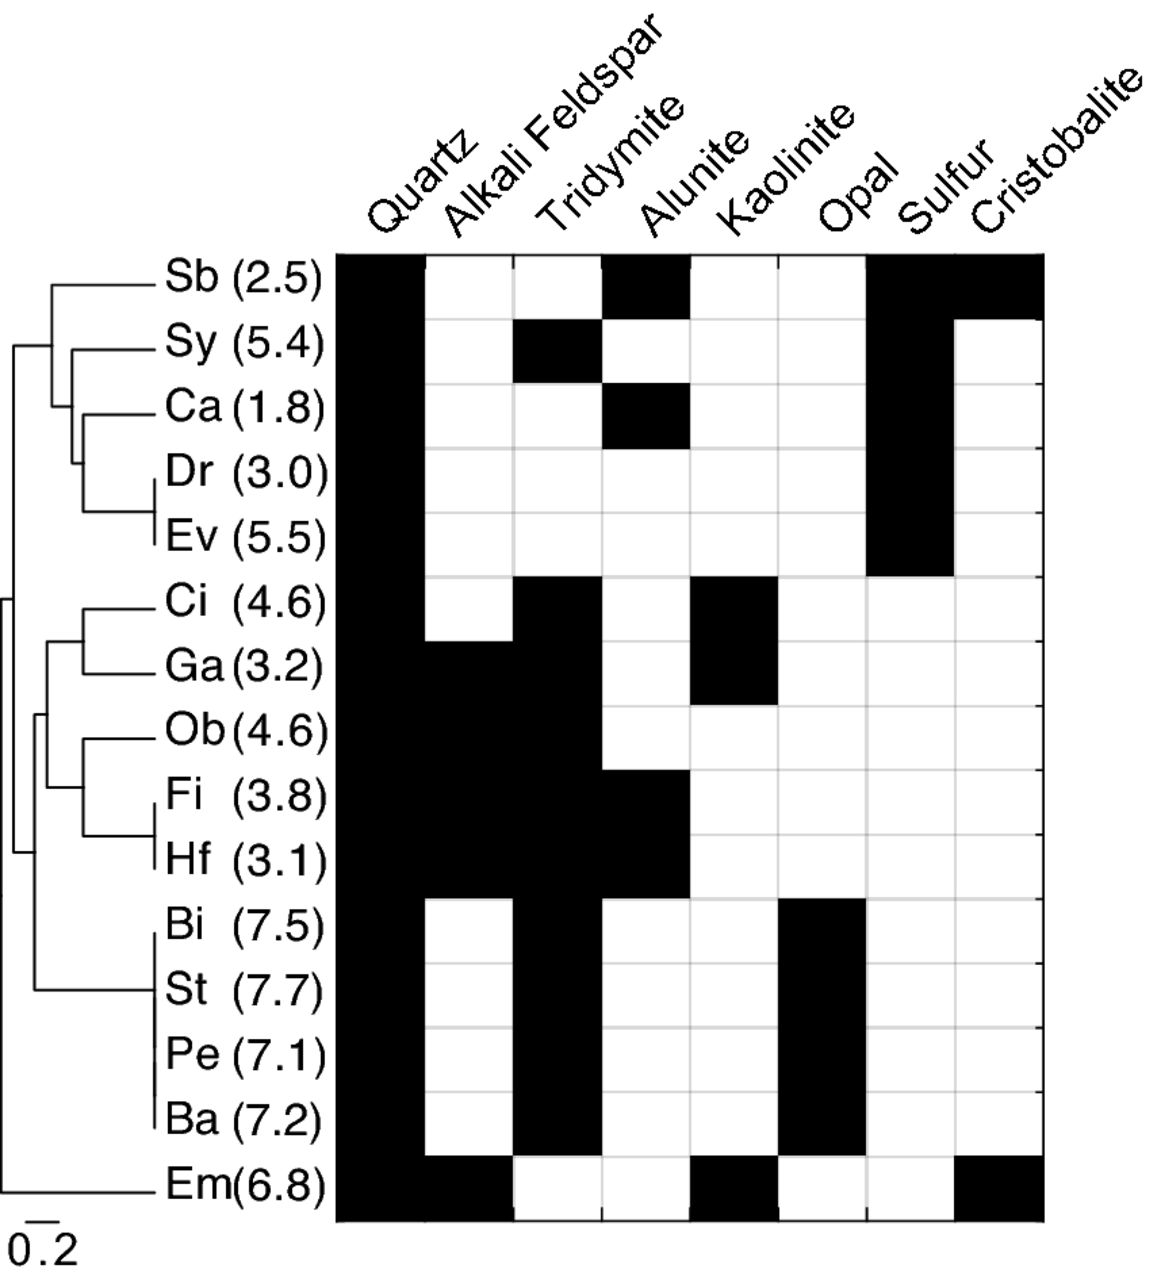 Quartz
Alkali Feldspar
Tridymite
Alunite
Kaolinite
Opal
Sulfur
Cristobalite
Sb (2.5)
Sy (5.4)
Ca (1.8)
Dr (3.0)
Ev (5.5)
Ci (4.6)
Ga (3.2)
Ob (4.6)
Fi (3.8)
Hf (3.1)
Bi (7.5)
St (7.7)
Pe (7.1)
Ba (7.2)
Em(6.8)
0.2